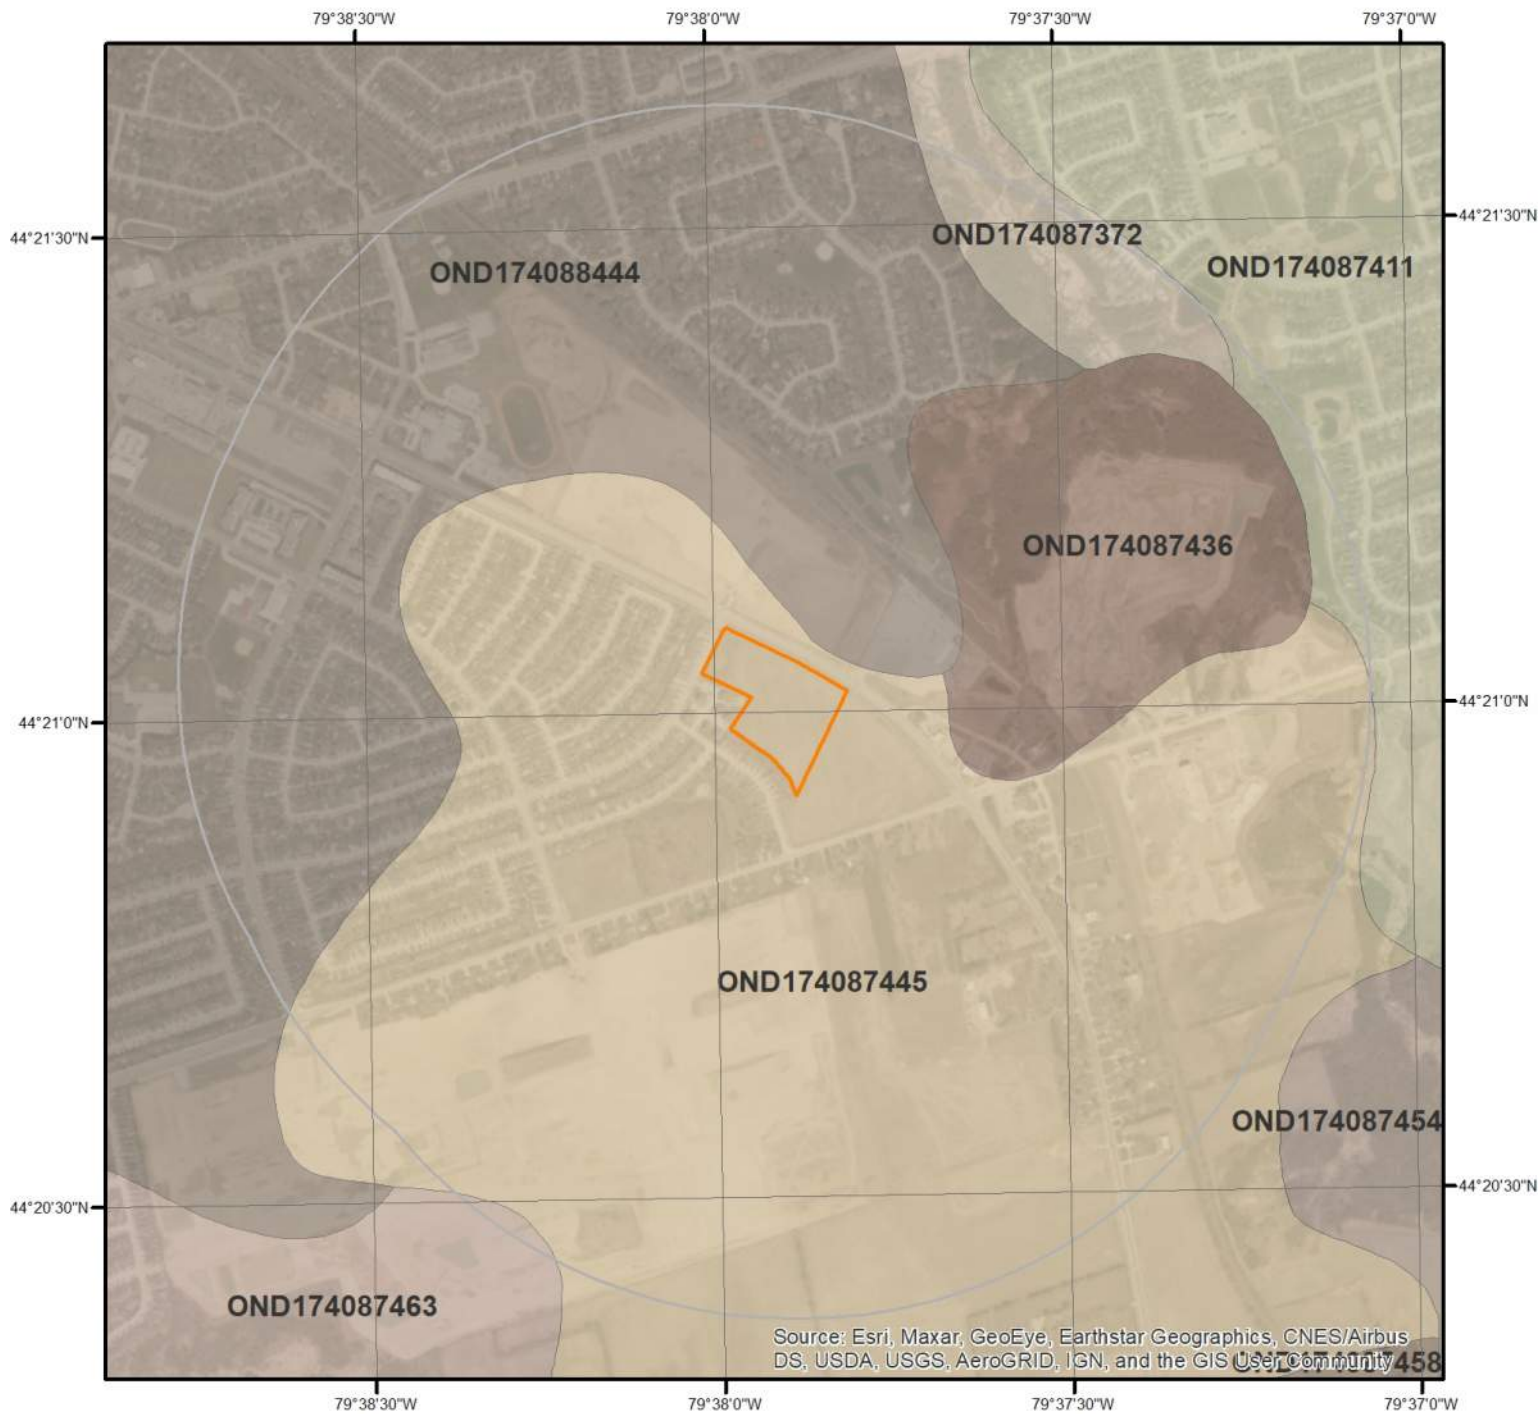 79°38'30"W 79°38'0"W 79°37'30"W 79°37'0"W
44°21'30"N 44°21'30"N
OND174087372
OND174087411
OND174088444
OND174087436
44°21'0"N 44°21'0"N
OND174087445
OND174087454
44°20'30"N 44°20'30"N
OND174087463
Source: Esri, Maxar, GeoEye, Earthstar Geographics, CNES/Airbus
DS, USDA, USGS, AeroGRID, IGN, and the GIS User Community
79°38'30"W 79°38'0"W 79°37'30"W 79°37'0"W